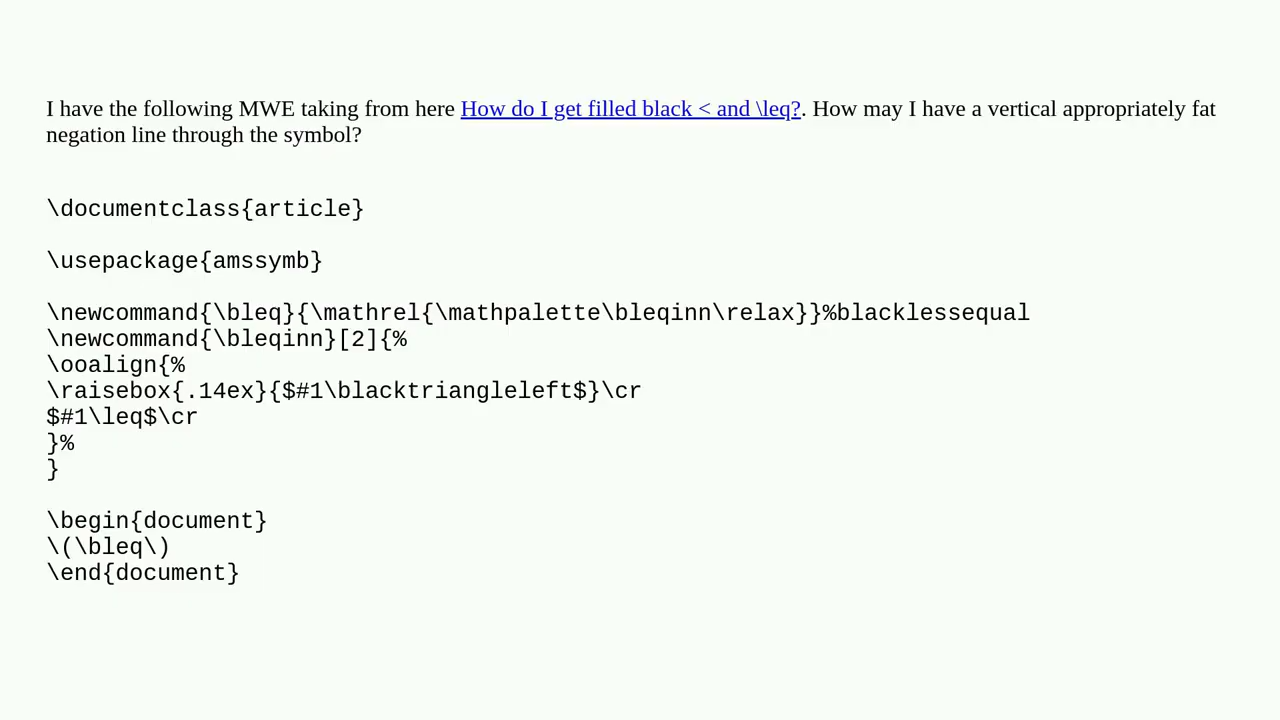 I have the following MWE taking from here How do I get filled black < and \leq?. How may I have a vertical appropriately fat
negation line through the symbol?
\documentclass{article}
\usepackage{amssymb}
\newcommand{\bleq}{\mathrel{\mathpalette\bleqinn\relax}}%blacklessequal
\newcommand{\bleqinn}[2]{%
\ooalign{%
\raisebox{.14ex}{$#1\blacktriangleleft$}\cr
$#1\leq$\cr
}%
}
\begin{document}
\(\bleq\)
\end{document}